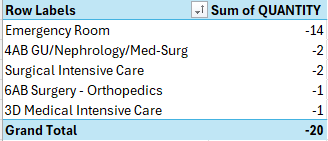 Row Labels Sum of QUANTITY
Emergency Room -14
4AB GU/Nephrology/Med-Surg -2
Surgical Intensive Care -2
6AB Surgery - Orthopedics -1
3D Medical Intensive Care -1
Grand Total -20